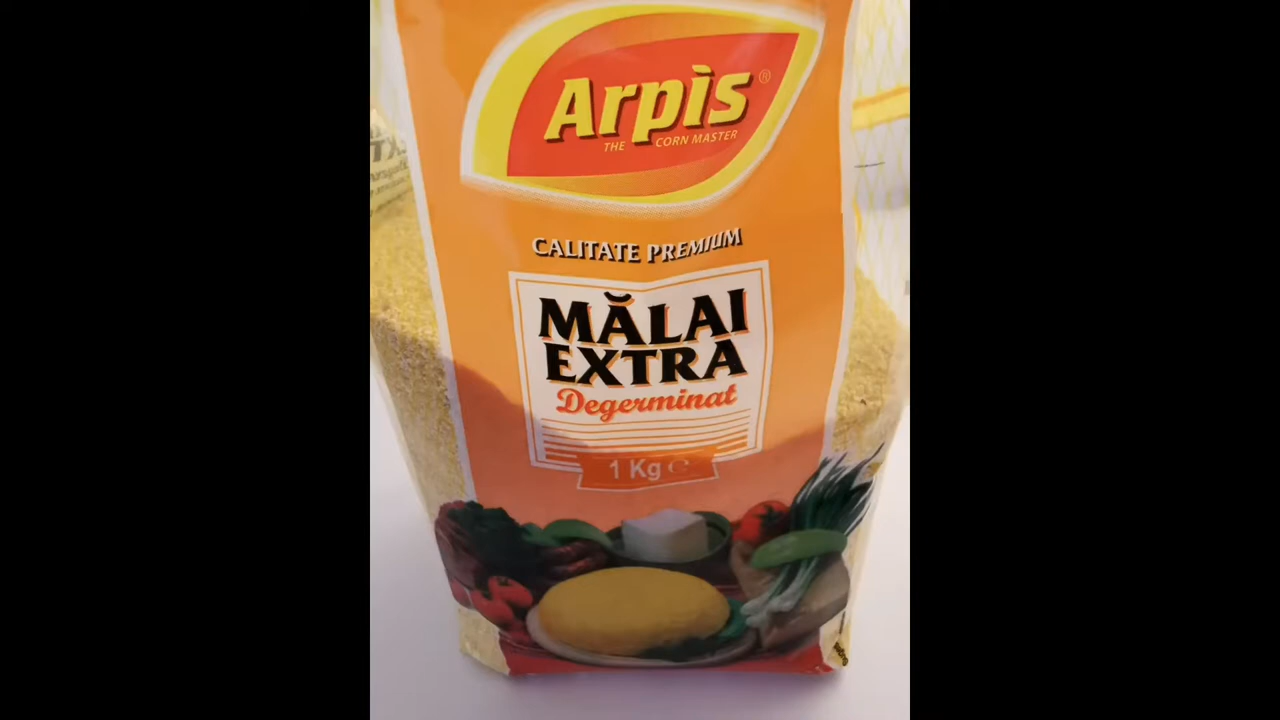 Arpis ®
THE CORN MASTER
CALITATE PREMIUM
MĂLAI
EXTRA
Degerminat
1 Kg ℮